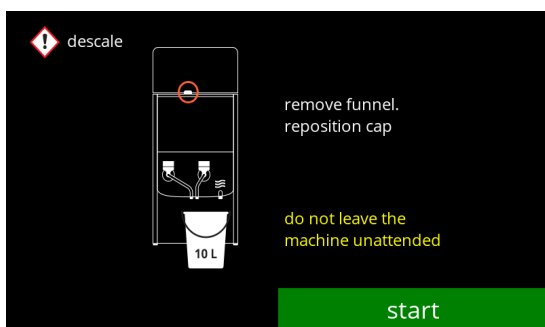 descale
remove funnel.
reposition cap
do not leave the
machine unattended
10 L
start